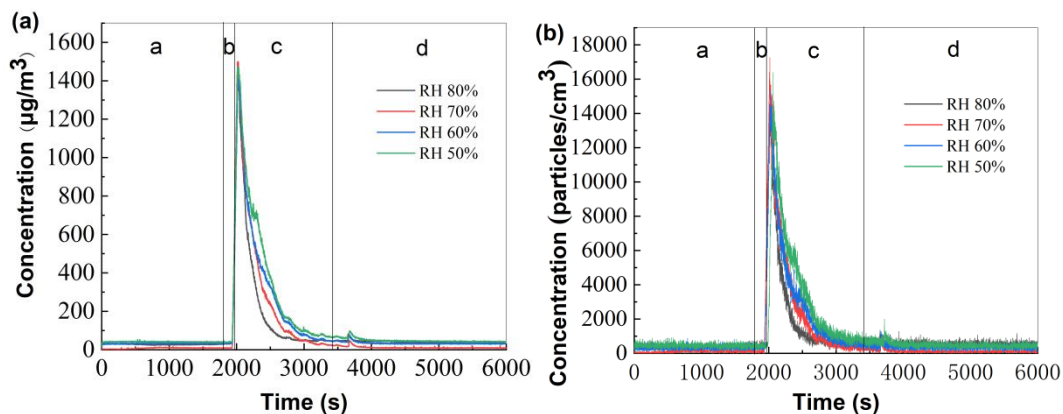 (a)
Concentration (µg/m³)
1600
1400
1200
1000
800
600
400
200
0
a
b
c
d
RH 80%
RH 70%
RH 60%
RH 50%
0 1000 2000 3000 4000 5000 6000
Time (s)
(b)
Concentration (particles/cm³)
18000
16000
14000
12000
10000
8000
6000
4000
2000
0
a
b
c
d
RH 80%
RH 70%
RH 60%
RH 50%
0 1000 2000 3000 4000 5000 6000
Time (s)